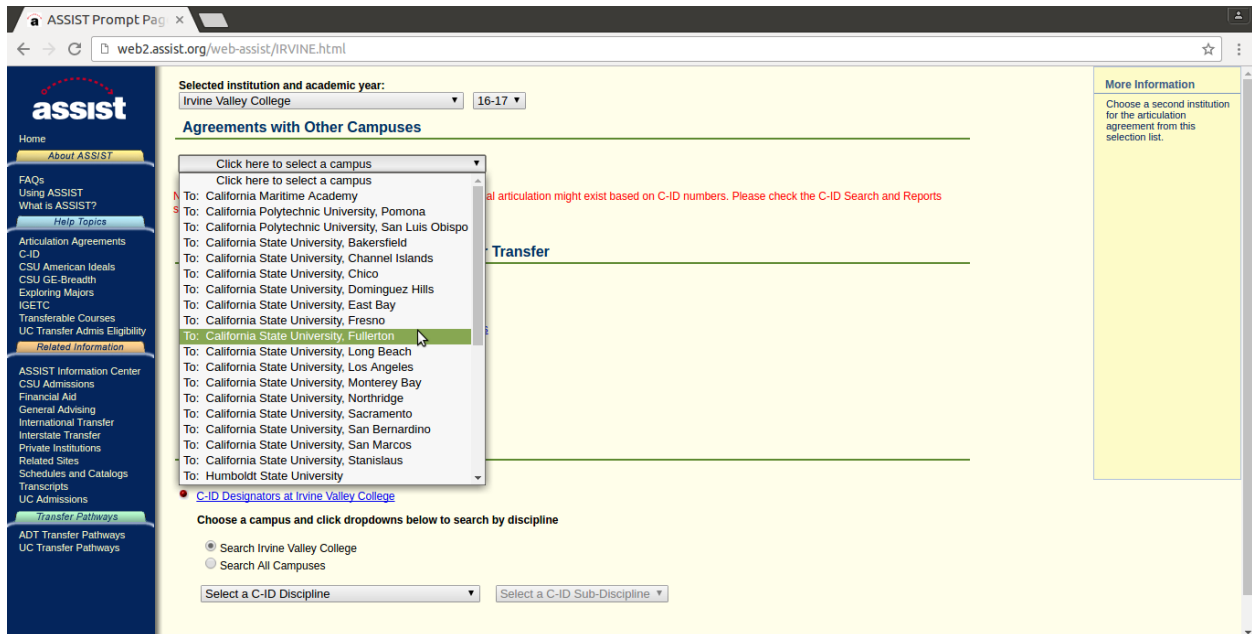 ASSIST Prompt Pag
web2.assist.org/web-assist/IRVINE.html
assist
Home
About ASSIST
FAQs
Using ASSIST
What is ASSIST?
Help Topics
Articulation Agreements
C-ID
CSU American Ideals
CSU GE-Breadth
Exploring Majors
IGETC
Transferable Courses
UC Transfer Admis Eligibility
Related Information
ASSIST Information Center
CSU Admissions
Financial Aid
General Advising
International Transfer
Interstate Transfer
Private Institutions
Related Sites
Schedules and Catalogs
Transcripts
UC Admissions
Transfer Pathways
ADT Transfer Pathways
UC Transfer Pathways
Selected institution and academic year:
Irvine Valley College 16-17
Agreements with Other Campuses
Click here to select a campus
Click here to select a campus
To: California Maritime Academy
To: California Polytechnic University, Pomona
To: California Polytechnic University, San Luis Obispo
To: California State University, Bakersfield
To: California State University, Channel Islands
To: California State University, Chico
To: California State University, Dominguez Hills
To: California State University, East Bay
To: California State University, Fresno
To: California State University, Fullerton
To: California State University, Long Beach
To: California State University, Los Angeles
To: California State University, Monterey Bay
To: California State University, Northridge
To: California State University, Sacramento
To: California State University, San Bernardino
To: California State University, San Marcos
To: California State University, Stanislaus
To: Humboldt State University
al articulation might exist based on C-ID numbers. Please check the C-ID Search and Reports
Transfer
C-ID Designators at Irvine Valley College
Choose a campus and click dropdowns below to search by discipline
Search Irvine Valley College
Search All Campuses
Select a C-ID Discipline Select a C-ID Sub-Discipline
More Information
Choose a second institution
for the articulation
agreement from this
selection list.